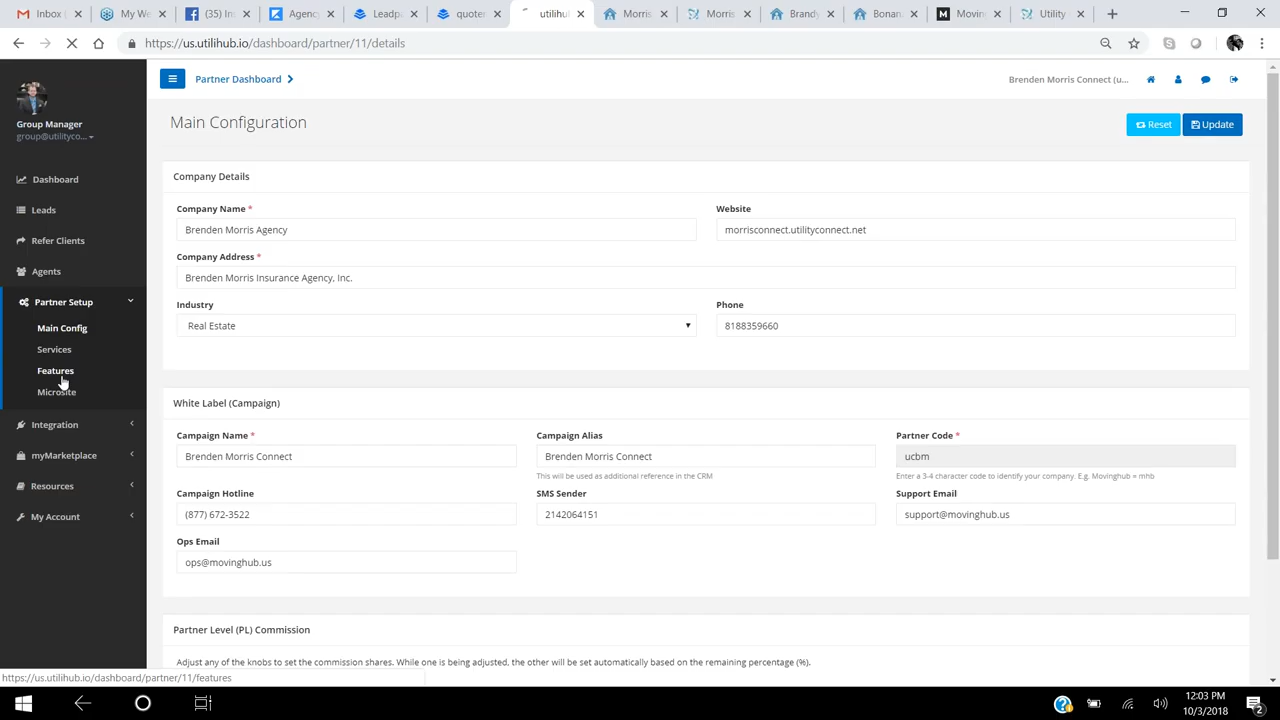 Inbox
My We
(35) In
Agency
Leadp
quoter
utilihub
Morris
Morris
Brandy
Bonan
Movin
Utility
https://us.utilihub.io/dashboard/partner/11/details
Group Manager
group@utilityco...
Partner Dashboard
Brenden Morris Connect (u...
Main Configuration
Reset
Update
Dashboard
Leads
Refer Clients
Agents
Partner Setup
Main Config
Services
Features
Microsite
Integration
myMarketplace
Resources
My Account
Company Details
Company Name *
Website
Brenden Morris Agency
morrisconnect.utilityconnect.net
Company Address *
Brenden Morris Insurance Agency, Inc.
Industry
Phone
Real Estate
8188359660
White Label (Campaign)
Campaign Name *
Campaign Alias
Partner Code *
Brenden Morris Connect
Brenden Morris Connect
ucbm
This will be used as additional reference in the CRM
Enter a 3-4 character code to identify your company. E.g. Movinghub = mhb
Campaign Hotline
SMS Sender
Support Email
(877) 672-3522
2142064151
support@movinghub.us
Ops Email
ops@movinghub.us
Partner Level (PL) Commission
Adjust any of the knobs to set the commission shares. While one is being adjusted, the other will be set automatically based on the remaining percentage (%).
https://us.utilihub.io/dashboard/partner/11/features
12:03 PM
10/3/2018
2